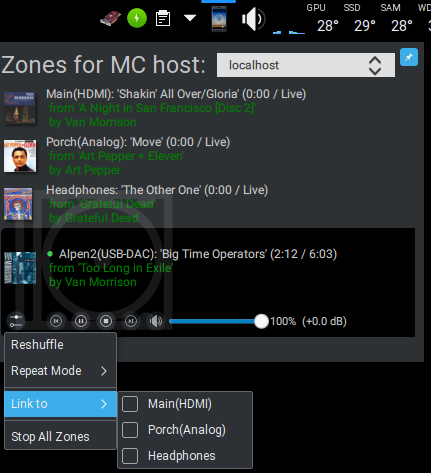 GPU SSD SAN WD
28° 29° 28° 3
Zones for MC host: localhost
Main(HDMI): 'Shakin' All Over/Gloria' (0:00 / Live)
from 'A Night in San Francisco [Disc 2]'
by Van Morrison
Porch(Analog): 'Move' (0:00 / Live)
from 'Art Pepper + Eleven'
by Art Pepper
Headphones: 'The Other One' (0:00 / Live)
from 'Grateful Dead'
by Grateful Dead
Alpen2(USB-DAC): 'Big Time Operators' (2:12 / 6:03)
from 'Too Long in Exile'
by Van Morrison
100% (+0.0 dB)
Reshuffle
Repeat Mode
Link to
Stop All Zones
Main(HDMI)
Porch(Analog)
Headphones